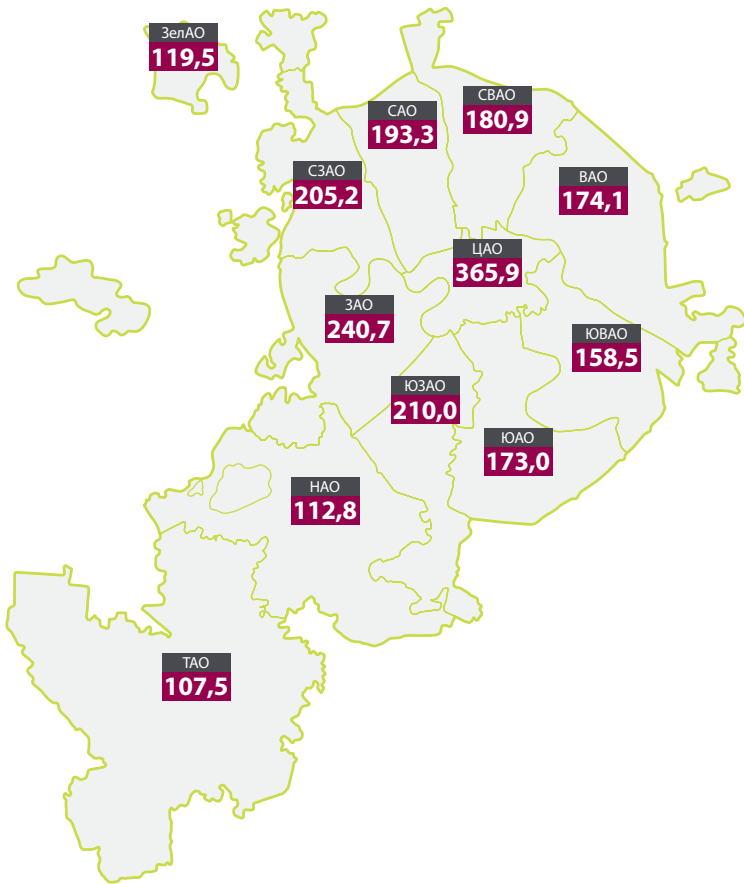 ЗелАО
119,5
СВАО
180,9
САО
193,3
СЗАО
205,2
ВАО
174,1
ЦАО
365,9
ЗАО
240,7
ЮВАО
158,5
ЮЗАО
210,0
ЮАО
173,0
НАО
112,8
ТАО
107,5